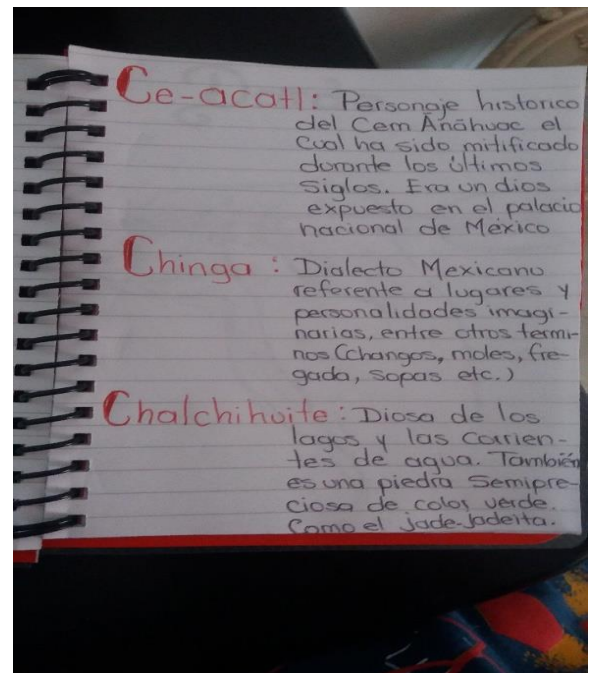 Ce-acatl: Personaje historico
del Cem Anáhuac el
cual ha sido mitificado
durante los últimos
siglos. Era un dios
expuesto en el palacio
nacional de México
Chinga: Dialecto Mexicano
referente a lugares y
personalidades imagi-
narias, entre otros termi-
nos (changos, moles, fre-
gada, sopas etc.)
Chalchihuite: Diosa de los
lagos y las corrien-
tes de agua. También
es una piedra semipre-
ciosa de color verde.
Como el jade-jadeita.